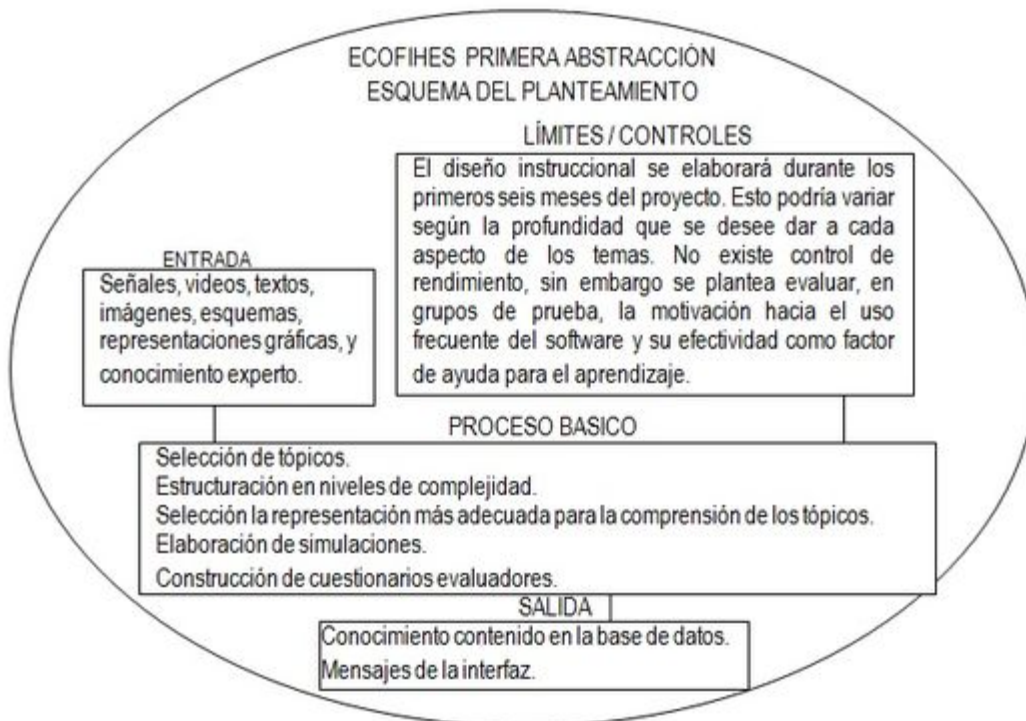 ECOFIHES PRIMERA ABSTRACCIÓN
ESQUEMA DEL PLANTEAMIENTO
LÍMITES / CONTROLES
El diseño instruccional se elaborará durante los
primeros seis meses del proyecto. Esto podría variar
según la profundidad que se desee dar a cada
aspecto de los temas. No existe control de
rendimiento, sin embargo se plantea evaluar, en
grupos de prueba, la motivación hacia el uso
frecuente del software y su efectividad como factor
de ayuda para el aprendizaje.
ENTRADA
Señales, videos, textos,
imágenes, esquemas,
representaciones gráficas, y
conocimiento experto.
PROCESO BASICO
Selección de tópicos.
Estructuración en niveles de complejidad.
Selección la representación más adecuada para la comprensión de los tópicos.
Elaboración de simulaciones.
Construcción de cuestionarios evaluadores.
SALIDA
Conocimiento contenido en la base de datos.
Mensajes de la interfaz.